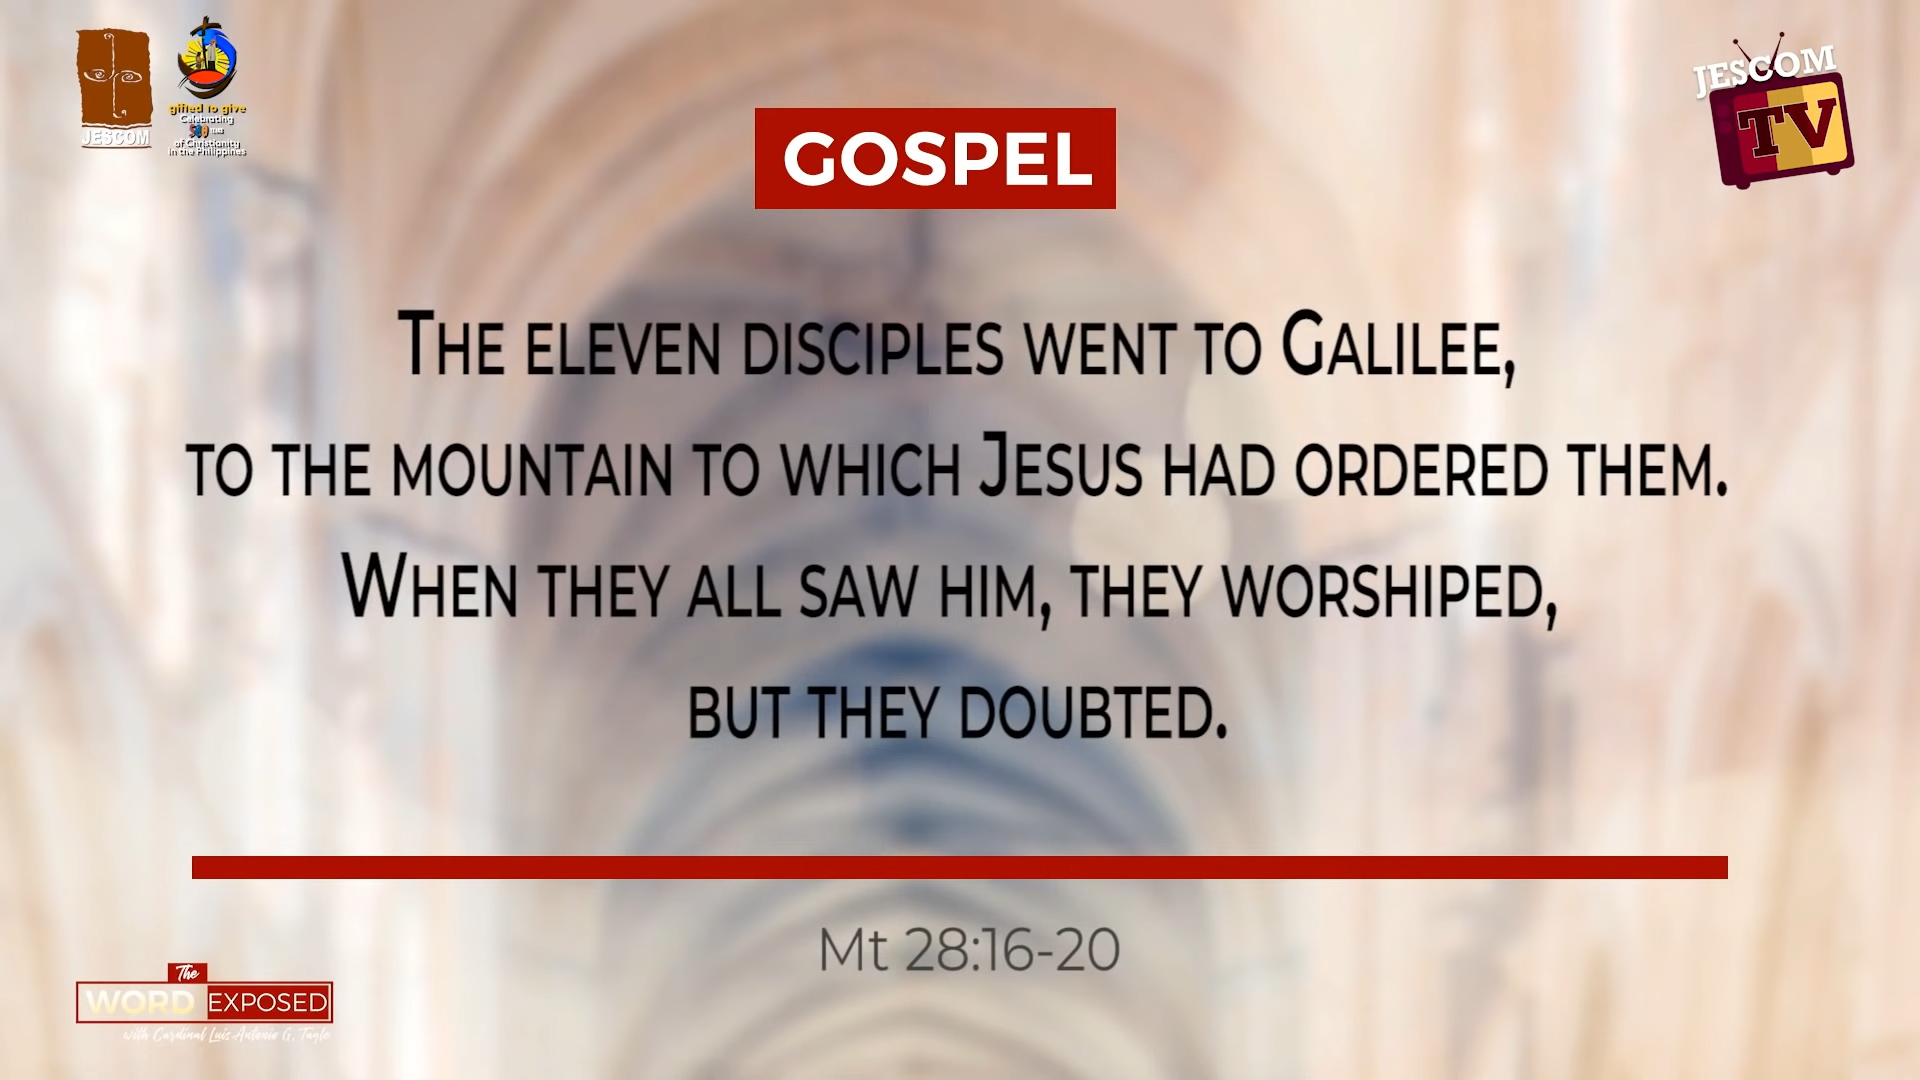 JESCOM
gifted to give
Celebrating
500 YEARS
of Christianity
in the Philippines
JESCOM
TV
GOSPEL
THE ELEVEN DISCIPLES WENT TO GALILEE,
TO THE MOUNTAIN TO WHICH JESUS HAD ORDERED THEM.
WHEN THEY ALL SAW HIM, THEY WORSHIPED,
BUT THEY DOUBTED.
Mt 28:16-20
The
WORD EXPOSED
with Cardinal Luis Antonio G. Tagle